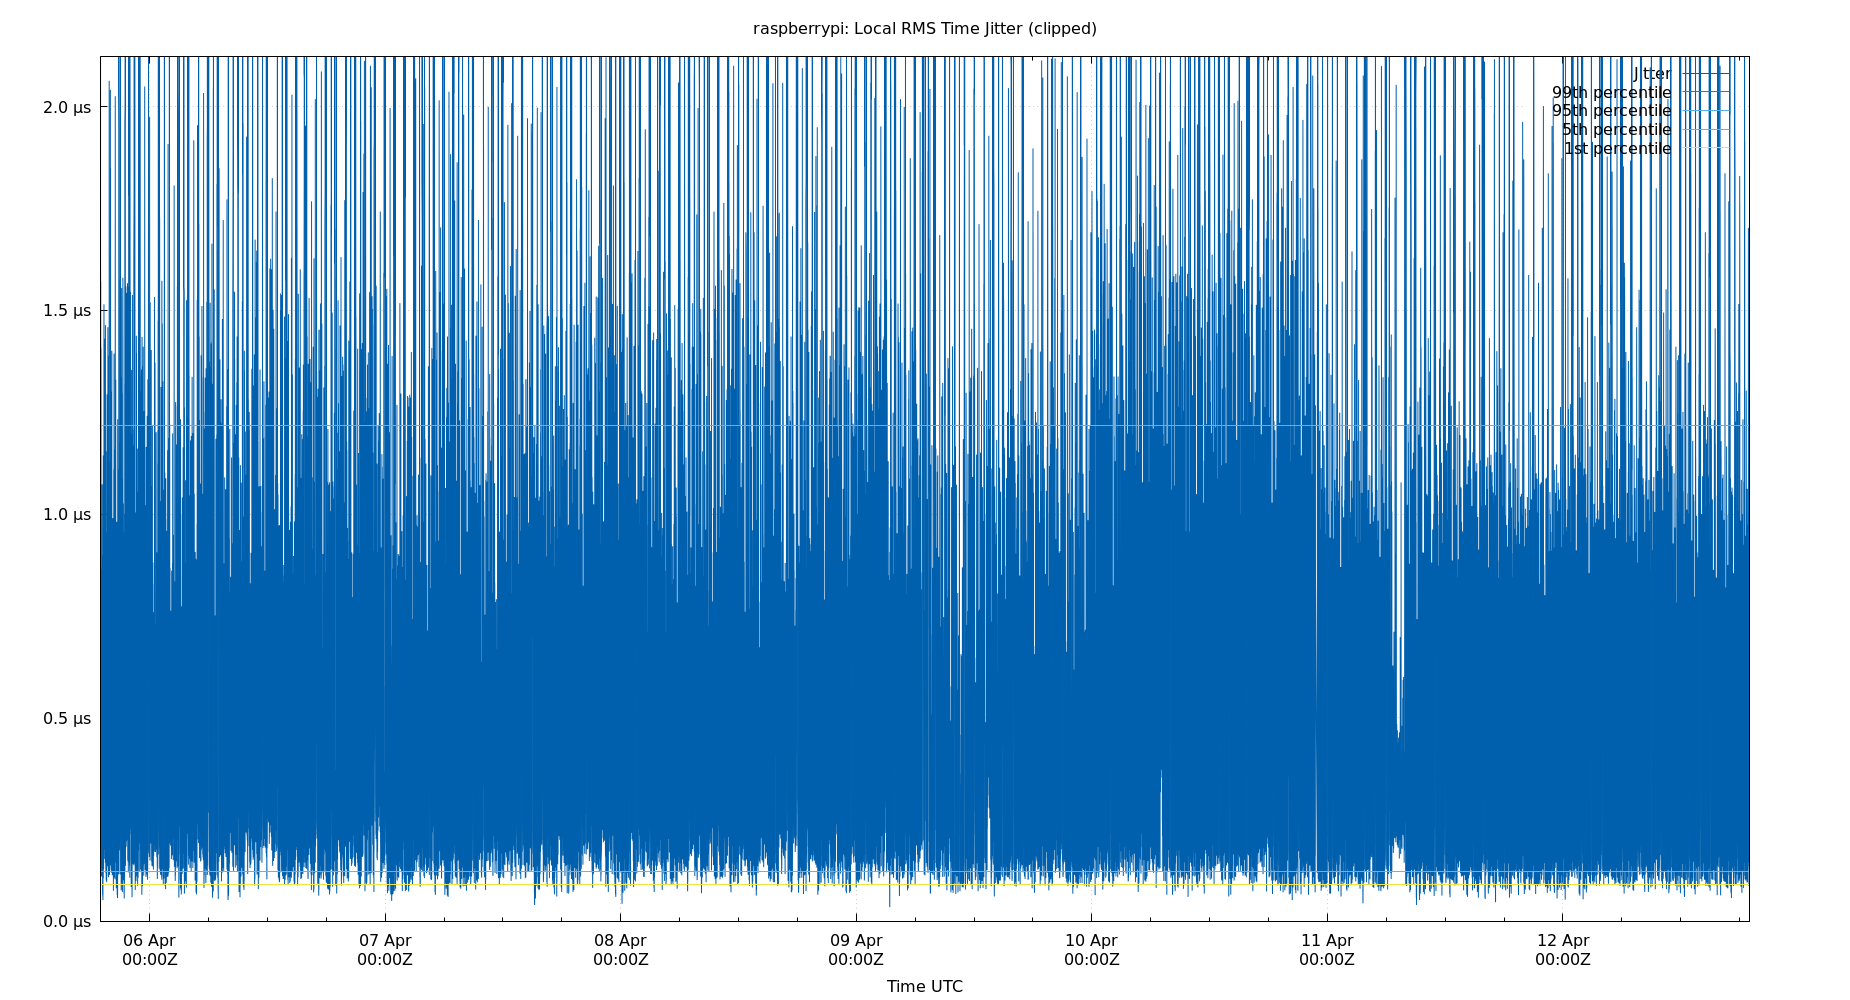 raspberrypi: Local RMS Time Jitter (clipped)
Jitter
99th percentile
95th percentile
5th percentile
1st percentile
2.0 µs
1.5 µs
1.0 µs
0.5 µs
0.0 µs
06 Apr 07 Apr 08 Apr 09 Apr 10 Apr 11 Apr 12 Apr
00:00Z 00:00Z 00:00Z 00:00Z 00:00Z 00:00Z 00:00Z
Time UTC